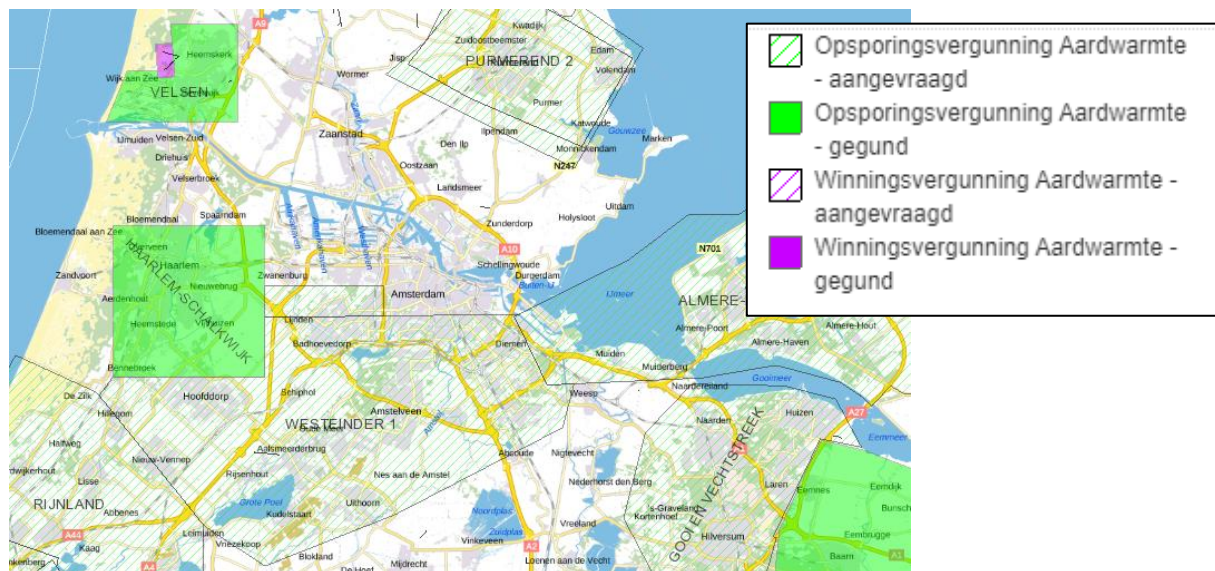 Opsporingsvergunning Aardwarmte
- aangevraagd
Opsporingsvergunning Aardwarmte
- gegund
Winningsvergunning Aardwarmte -
aangevraagd
Winningsvergunning Aardwarmte -
gegund
A9
Kwadijk
Heemskerk
Zuidoostbeemster
Edam
Jisp
PURMEREND 2
Volendam
Wormer
Wijk aan Zee
VELSEN
Zaanstad
Purmer
Katwoude
Gouwzee
IJmuiden
Velsen-Zuid
Ilpendam
Marken
Driehuis
Den Ilp
Monnickendam
Oostzaan
N247
Velserbroek
Landsmeer
Uitdam
Bloemendaal
Spaarndam
Holysloot
Zunderdorp
Bloemendaal aan Zee
A10
N701
Haarlem
Zwanenburg
Schellingwoude
Durgerdam
Buiten-IJ
Zandvoort
HAARLEM-SCHALKWIJK
Nieuwebrug
Amsterdam
IJmeer
ALMERE-
Aerdenhout
Heemstede
Lijnden
Almere-Poort
Almere-Hout
Badhoevedorp
Diemen
Almere-Haven
Muiden
Bennebroek
Muiderberg
Gooimeer
De Zilk
Hoofddorp
Schiphol
Weesp
Naarderbos
Hillegom
Amstelveen
Amstel
Naarden
Huizen
A27
Halfweg
WESTEINDER 1
Eemmeer
Nieuw-Vennep
Aalsmeerderbrug
Abcoude
Nigtevecht
GOOI EN VECHTSTREEK
Lisse
Rijsenhout
Nes aan de Amstel
Nederhorst den Berg
Laren
Eemnes
Eemdijk
RIJNLAND
Abbenes
Grote Poel
Uithoorn
Noordplas
's-Graveland
Kortenhoef
Kudelstaart
Vreeland
Zuidplas
Hilversum
Eembrugge
A44
Leimuiden
Vriezekoop
Vinkeveen
Kaag
Blokland
A2
Baarn
A1
A4
De Hoef
Mijdrecht
Loenen aan de Vecht